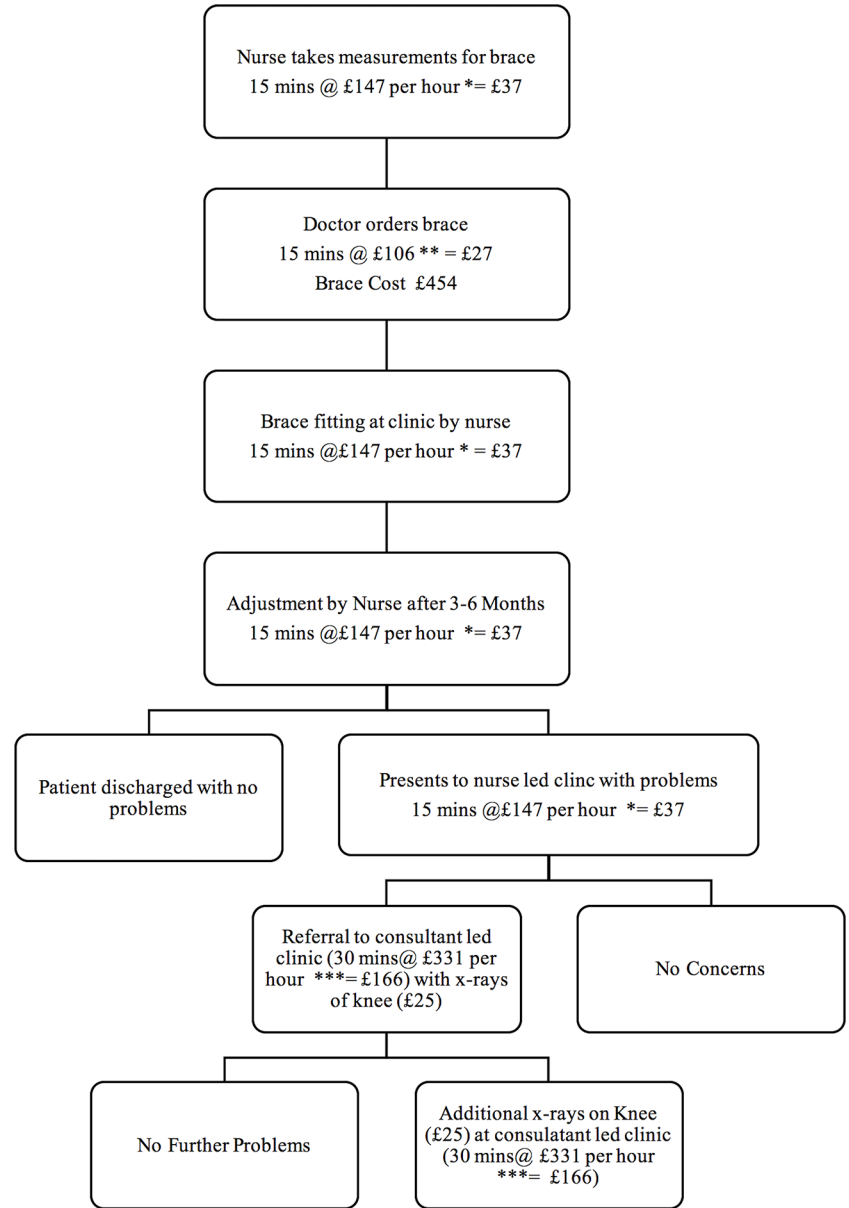 Nurse takes measurements for brace
15 mins @ £147 per hour *= £37
Doctor orders brace
15 mins @ £106 ** = £27
Brace Cost £454
Brace fitting at clinic by nurse
15 mins @£147 per hour * = £37
Adjustment by Nurse after 3-6 Months
15 mins @£147 per hour *= £37
Patient discharged with no
problems
Presents to nurse led clinc with problems
15 mins @£147 per hour *= £37
Referral to consultant led
clinic (30 mins@ £331 per
hour ***= £166) with x-rays
of knee (£25)
No Concerns
No Further Problems
Additional x-rays on Knee
(£25) at consulatant led clinic
(30 mins@ £331 per hour
***= £166)